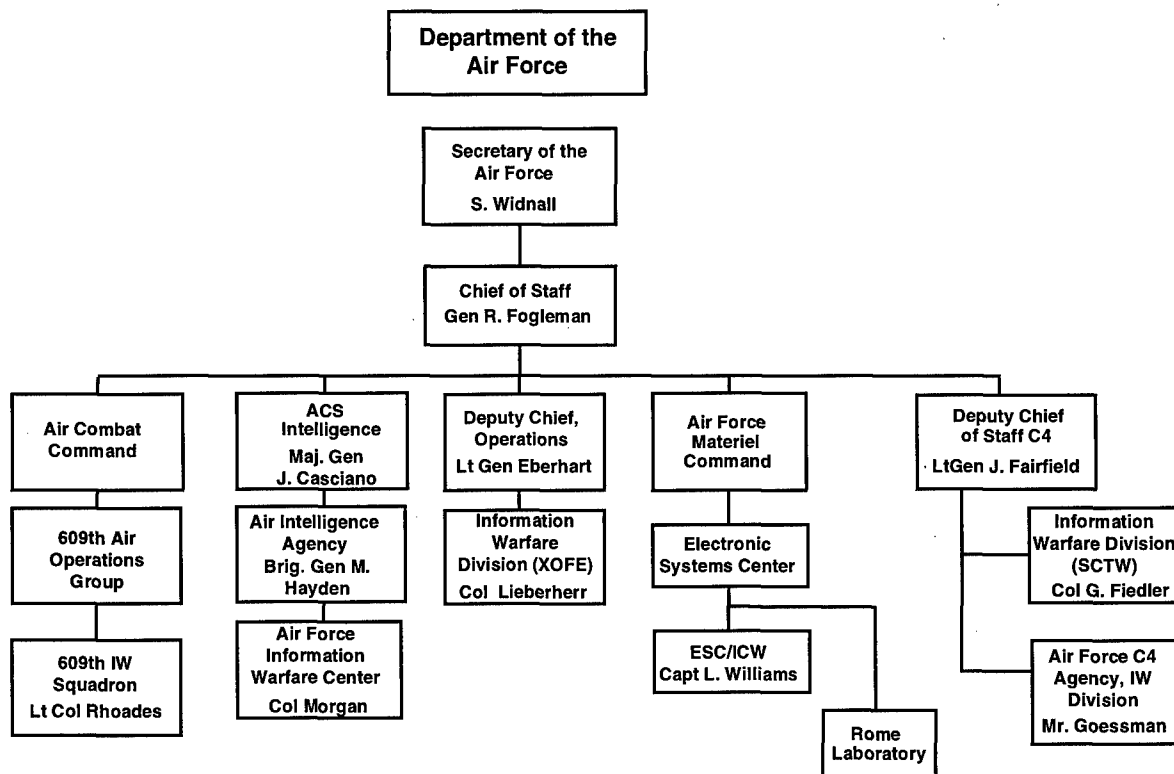 Department of the
Air Force
Secretary of the
Air Force
S. Widnall
Chief of Staff
Gen R. Fogleman
Air Combat
Command
ACS
Intelligence
Maj. Gen
J. Casciano
Deputy Chief,
Operations
Lt Gen Eberhart
Air Force
Materiel
Command
Deputy Chief
of Staff C4
LtGen J. Fairfield
609th Air
Operations
Group
Air Intelligence
Agency
Brig. Gen M.
Hayden
Information
Warfare
Division (XOFE)
Col Lieberherr
Electronic
Systems Center
Information
Warfare Division
(SCTW)
Col G. Fiedler
609th IW
Squadron
Lt Col Rhoades
Air Force
Information
Warfare Center
Col Morgan
ESC/ICW
Capt L. Williams
Rome
Laboratory
Air Force C4
Agency, IW
Division
Mr. Goessman